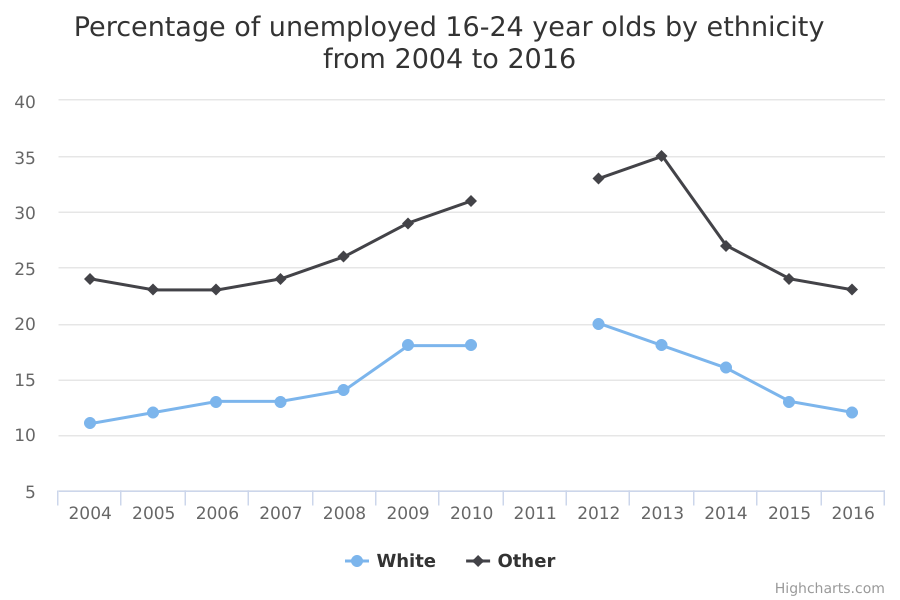 Percentage of unemployed 16-24 year olds by ethnicity
from 2004 to 2016
40
35
30
25
20
15
10
5
2004 2005 2006 2007 2008 2009 2010 2011 2012 2013 2014 2015 2016
White Other
Highcharts.com